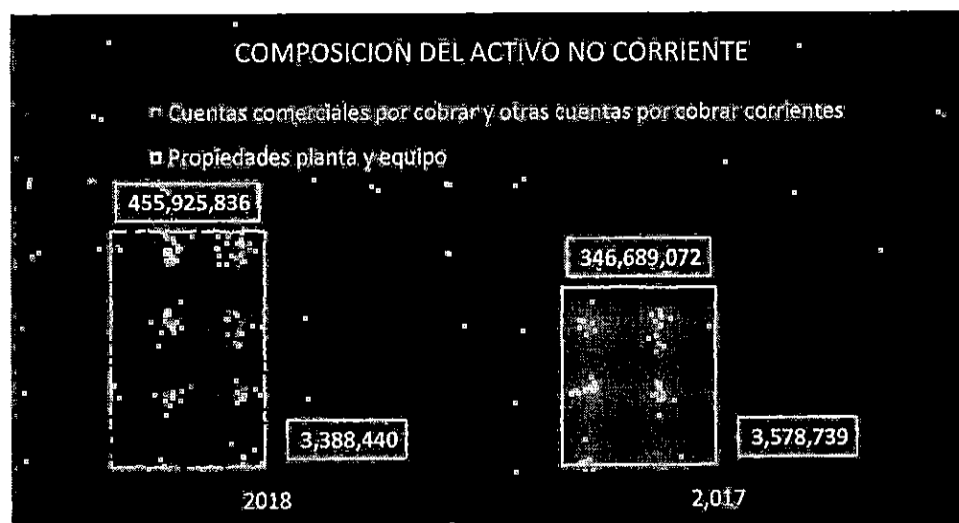 COMPOSICION DEL ACTIVO NO CORRIENTE
Cuentas comerciales por cobrar y otras cuentas por cobrar corrientes
Propiedades planta y equipo
455,925,836
346,689,072
3,388,440
3,578,739
2018
2,017